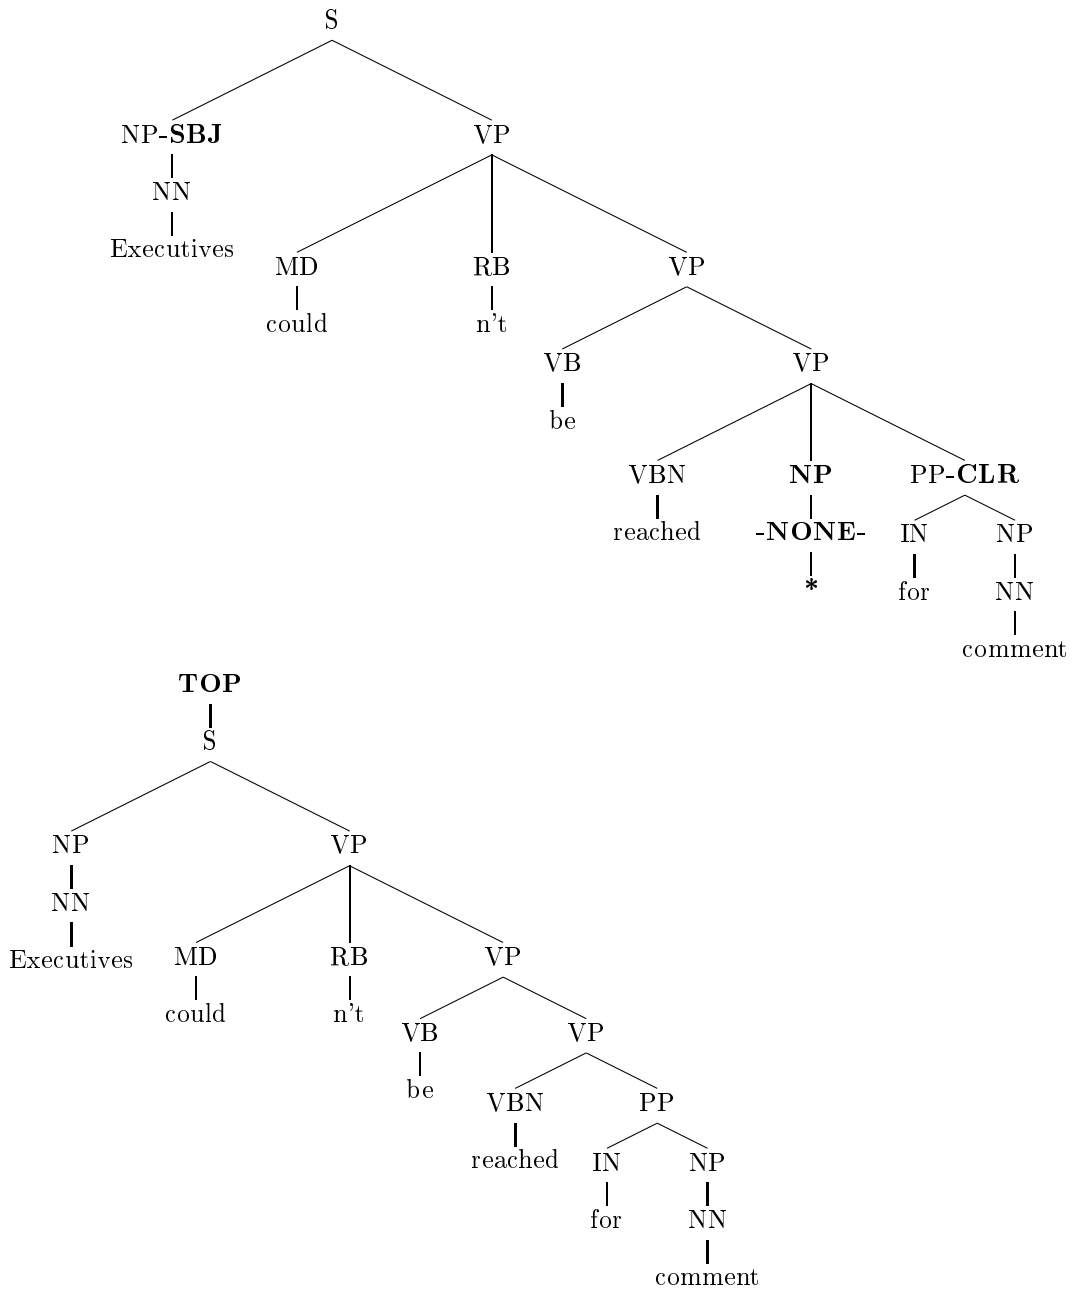 S
NP-SBJ VP
NN
Executives
MD RB VP
could n't
VB VP
be
VBN NP PP-CLR
reached -NONE- IN NP
* for NN
comment
TOP
S
NP VP
NN
Executives MD RB VP
could n't
VB VP
be
VBN PP
reached IN NP
for NN
comment